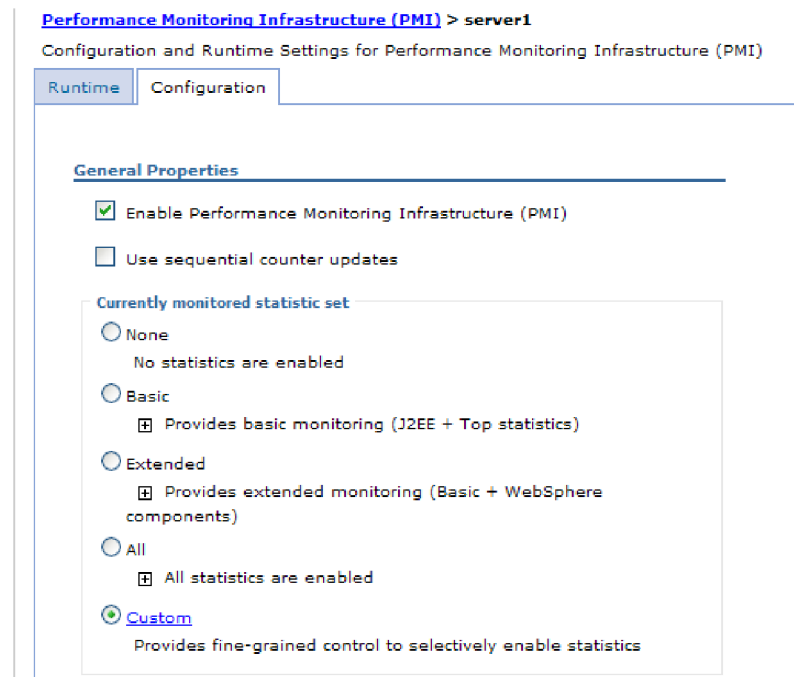 Performance Monitoring Infrastructure (PMI) > server1
Configuration and Runtime Settings for Performance Monitoring Infrastructure (PMI)
Runtime
Configuration
General Properties
Enable Performance Monitoring Infrastructure (PMI)
Use sequential counter updates
Currently monitored statistic set
None
No statistics are enabled
Basic
Provides basic monitoring (J2EE + Top statistics)
Extended
Provides extended monitoring (Basic + WebSphere
components)
All
All statistics are enabled
Custom
Provides fine-grained control to selectively enable statistics